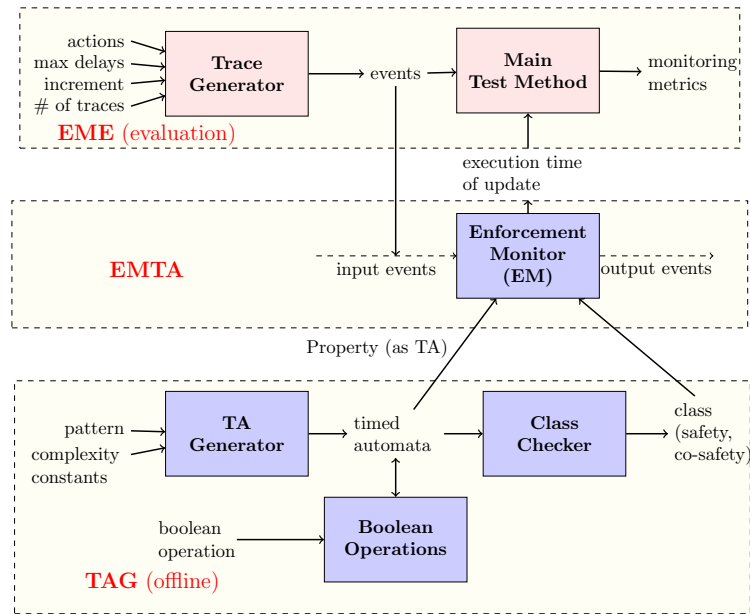 actions
max delays
increment
# of traces
Trace
Generator
events
Main
Test Method
monitoring
metrics
EME (evaluation)
execution time
of update
EMTA
input events
Enforcement
Monitor
(EM)
output events
Property (as TA)
pattern
complexity
constants
TA
Generator
timed
automata
Class
Checker
class
(safety,
co-safety)
boolean
operation
Boolean
Operations
TAG (offline)